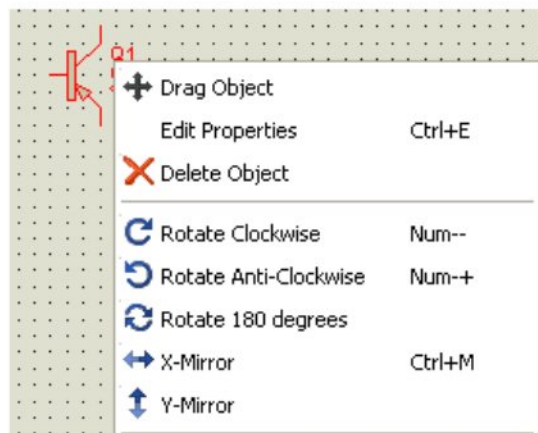 Q1
Drag Object
Edit Properties Ctrl+E
Delete Object
Rotate Clockwise Num--
Rotate Anti-Clockwise Num-+
Rotate 180 degrees
X-Mirror Ctrl+M
Y-Mirror